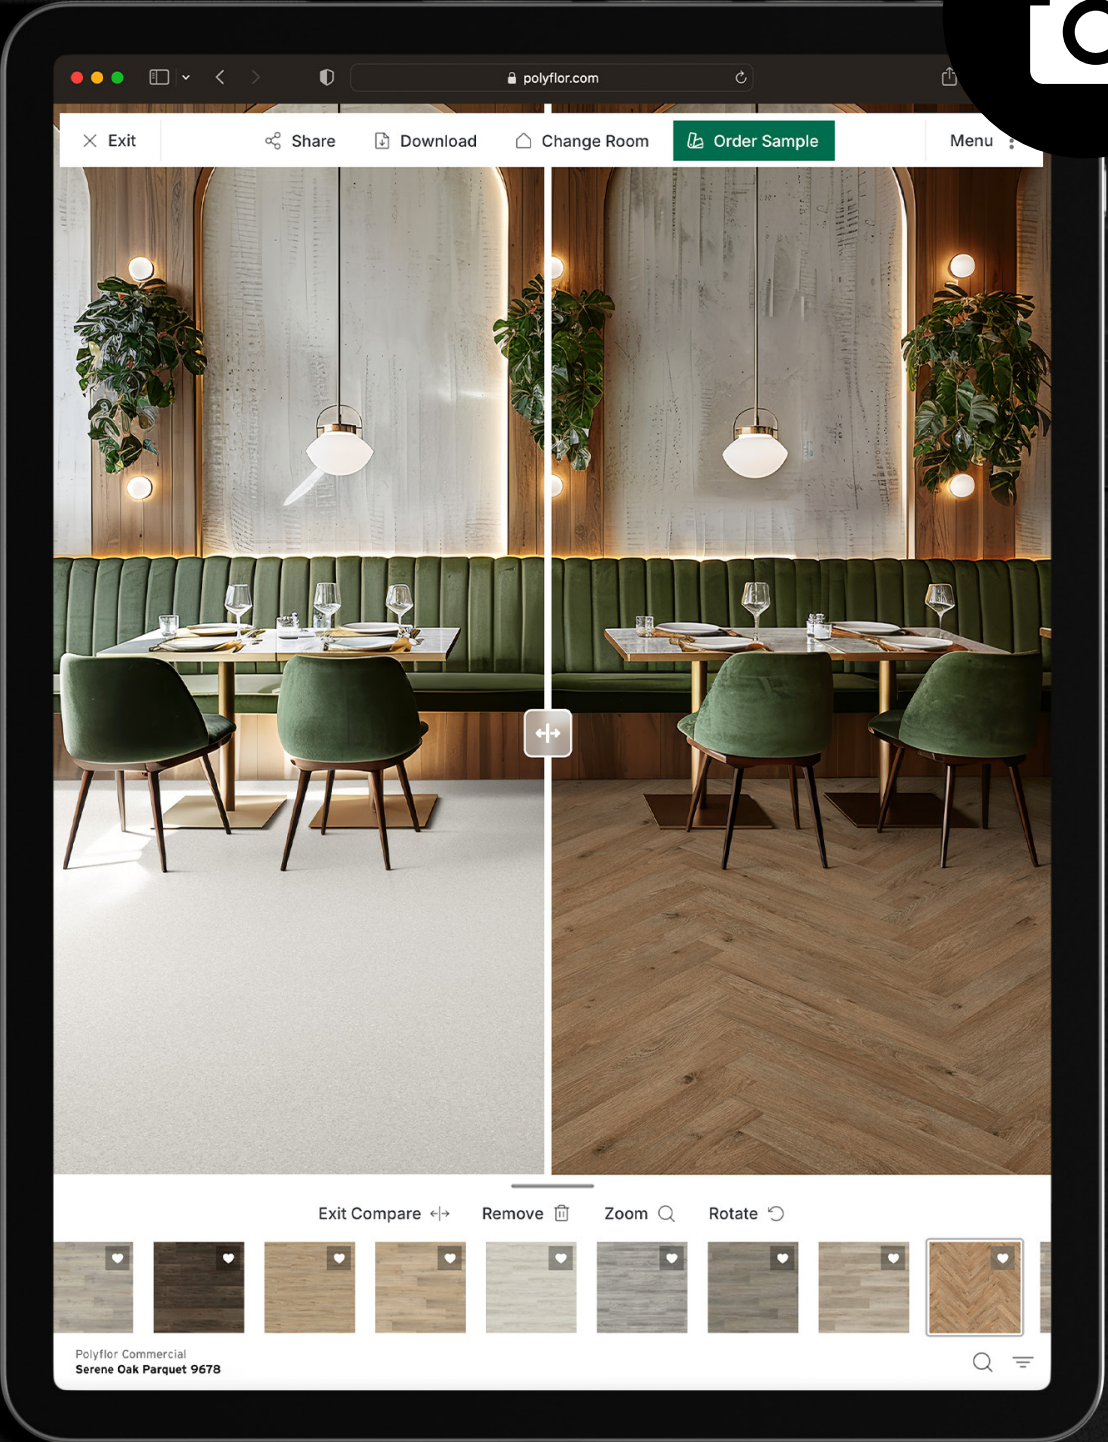 polyflor.com
Exit
Share
Download
Change Room
Order Sample
Menu
Exit Compare
Remove
Zoom
Rotate
Polyflor Commercial
Serene Oak Parquet 9678